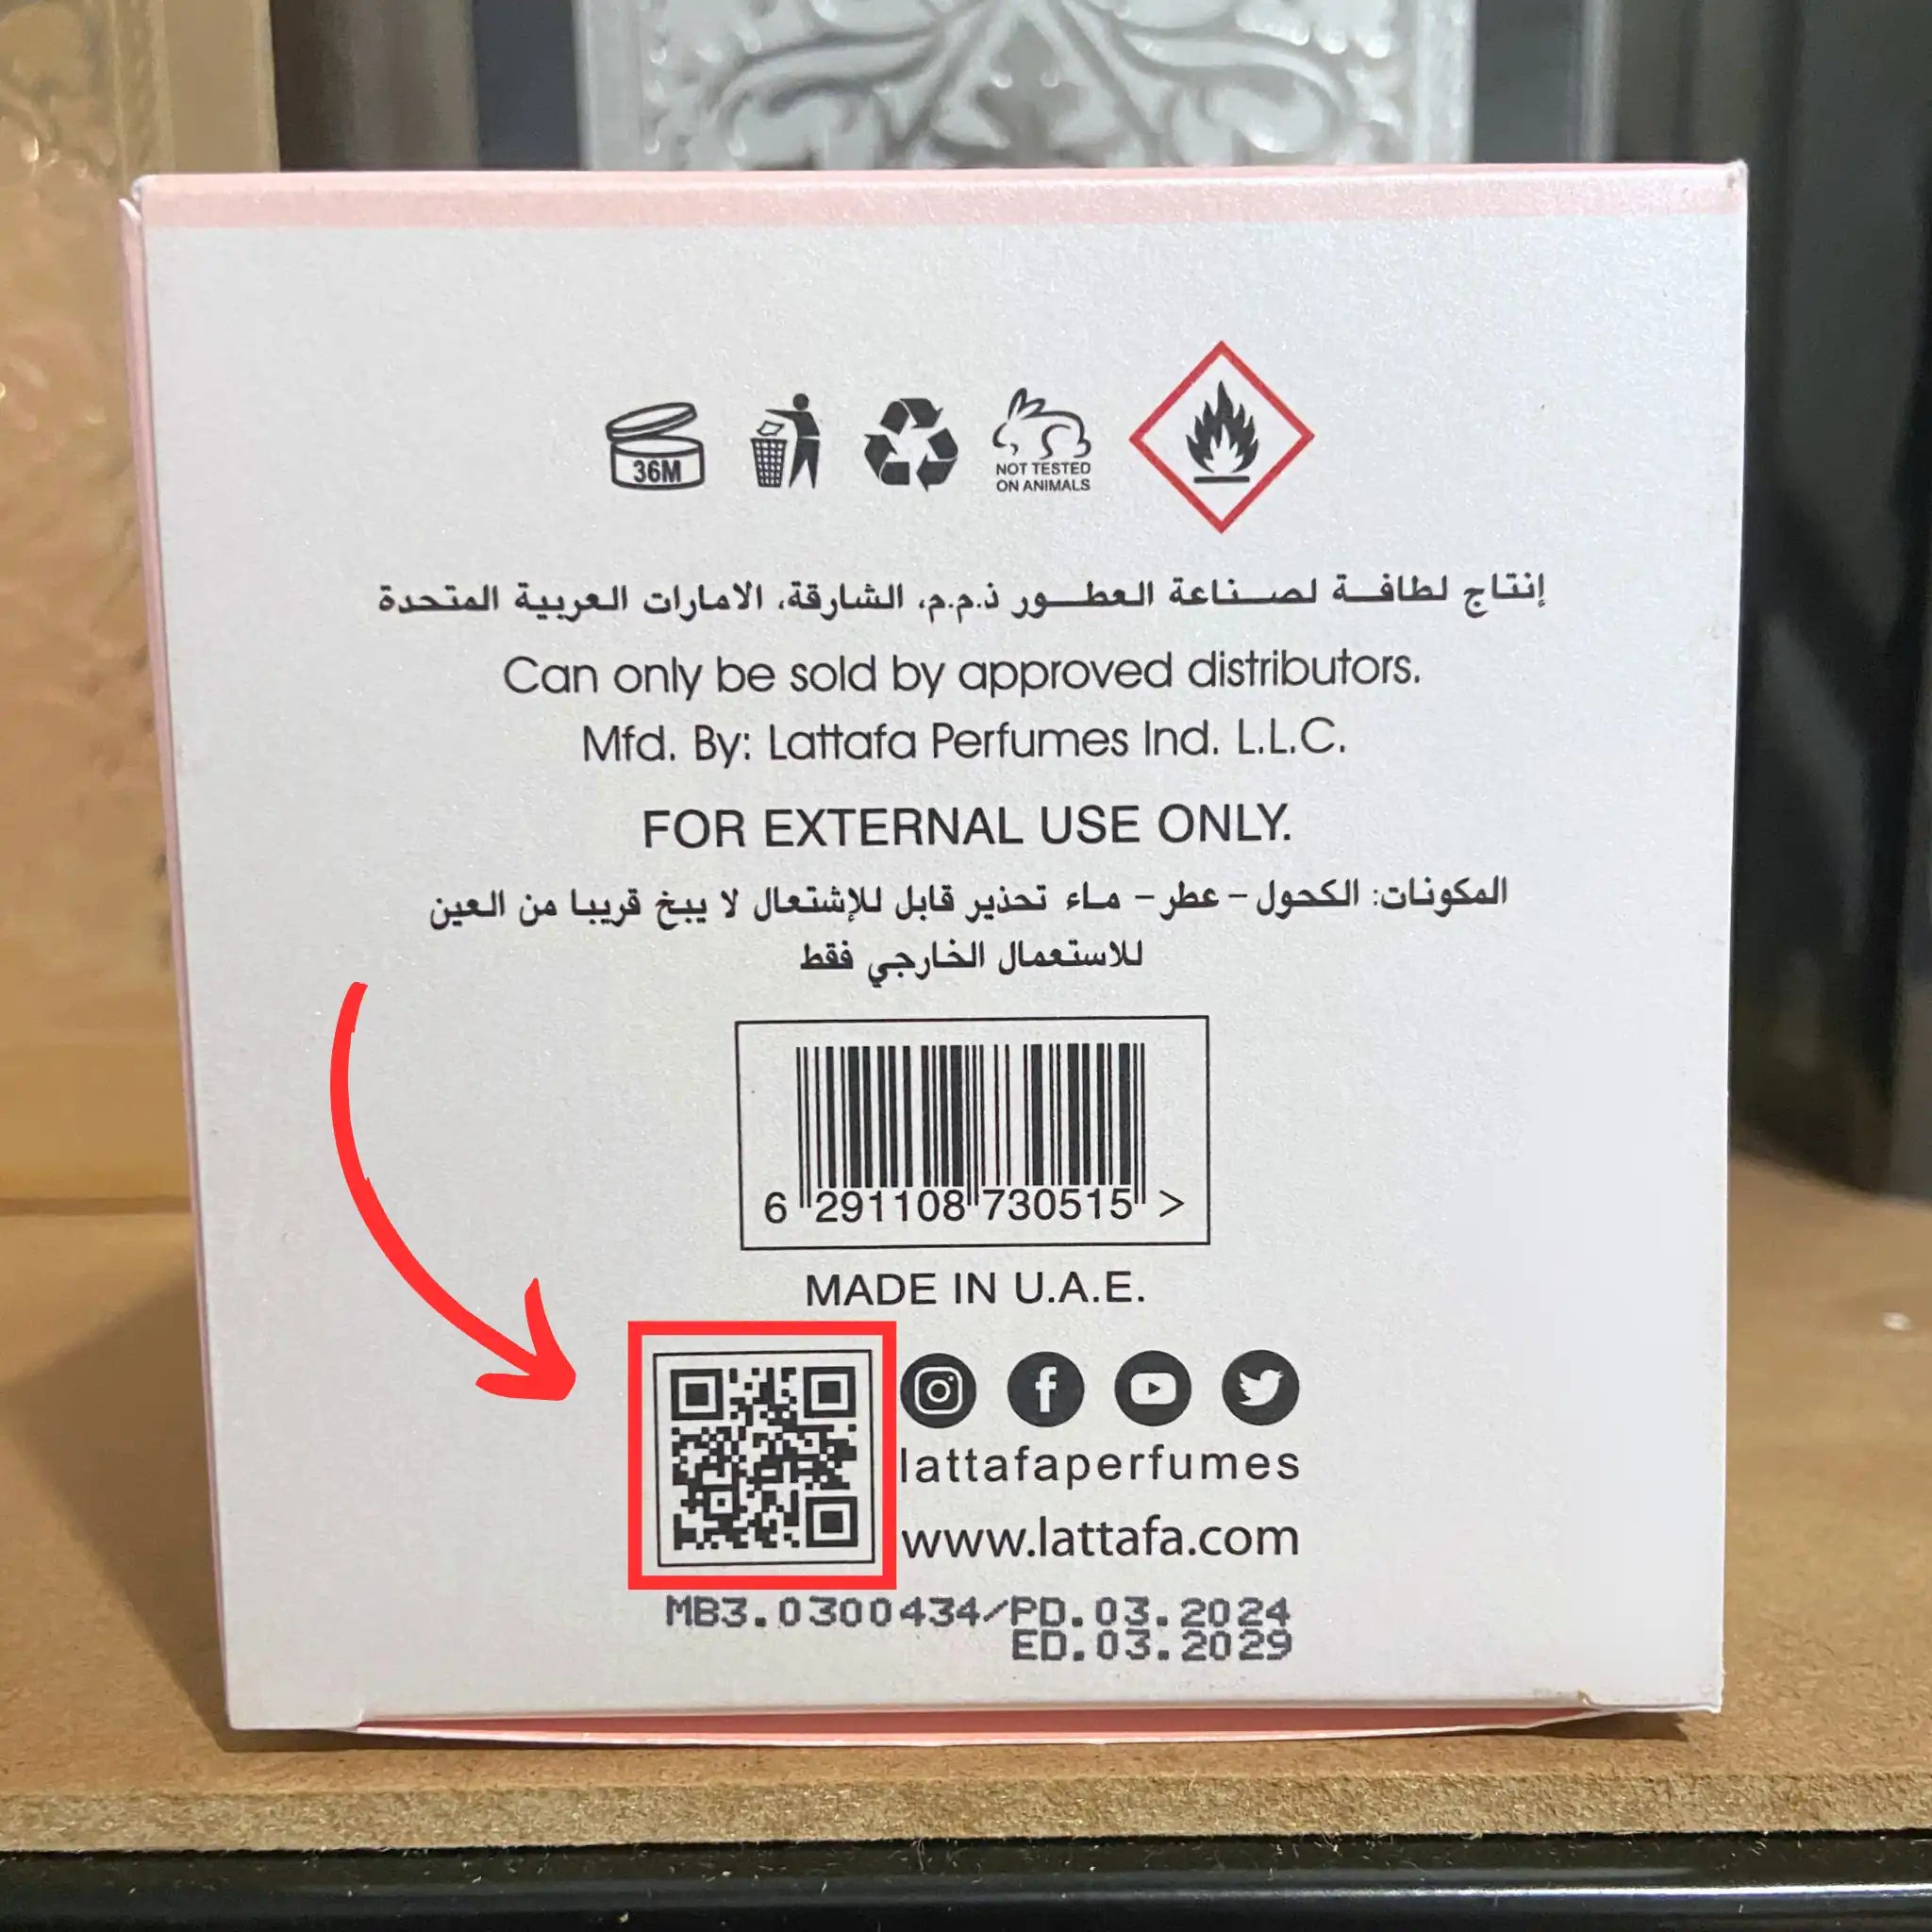 36M
NOT TESTED
ON ANIMALS
إنتاج لطافة لصناعة العطور ذ.م.م، الشارقة، الامارات العربية المتحدة
Can only be sold by approved distributors.
Mfd. By: Lattafa Perfumes Ind. L.L.C.
FOR EXTERNAL USE ONLY.
المكونات: الكحول - عطر - ماء تحذير قابل للإشتعال لا يبخ قريبا من العين
للاستعمال الخارجي فقط
6 291108 730515 >
MADE IN U.A.E.
lattafaperfumes
www.lattafa.com
MB3.0300434/PD.03.2024
ED.03.2029